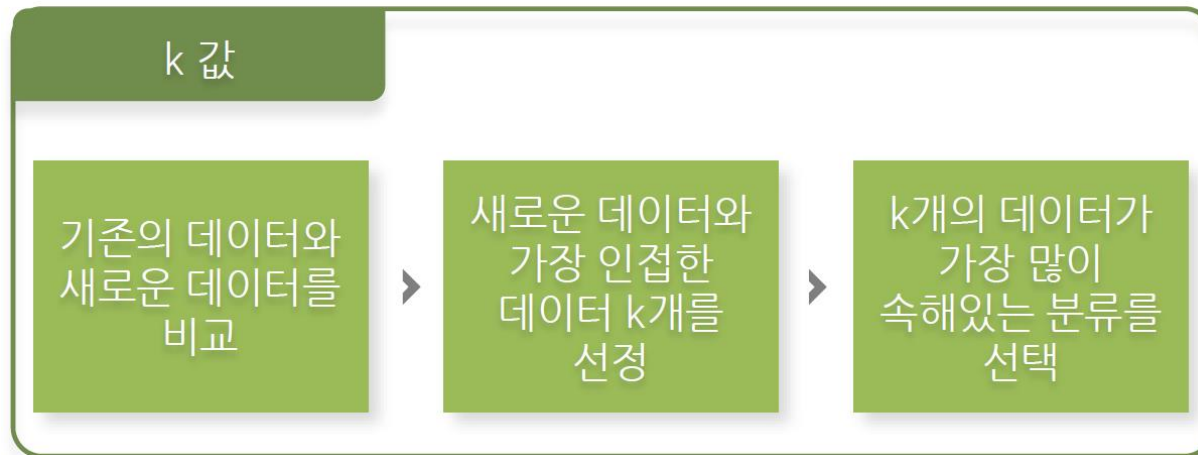 k 값
기존의 데이터와
새로운 데이터를
비교
새로운 데이터와
가장 인접한
데이터 k개를
선정
k개의 데이터가
가장 많이
속해있는 분류를
선택